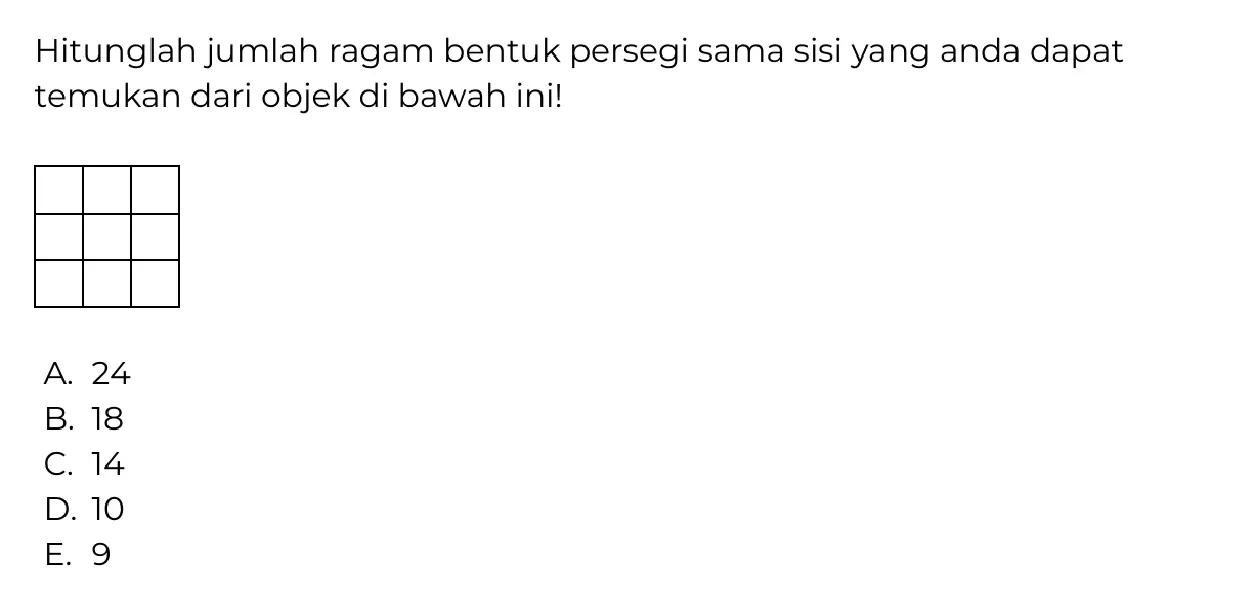 Hitunglah jumlah ragam bentuk persegi sama sisi yang anda dapat
temukan dari objek di bawah ini!
A. 24
B. 18
C. 14
D. 10
E. 9